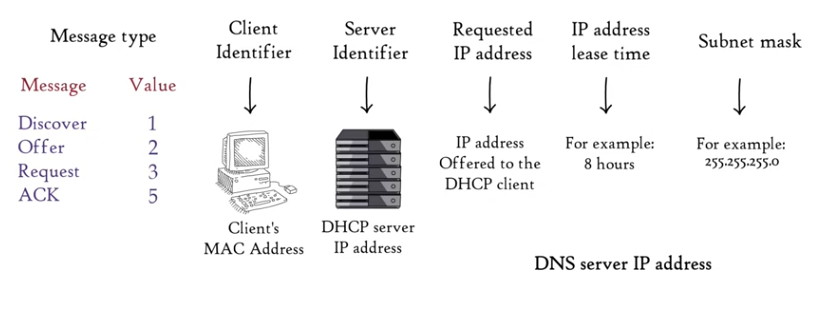 Message type
Message Value
Discover 1
Offer 2
Request 3
ACK 5
Client
Identifier
Client's
MAC Address
Server
Identifier
DHCP server
IP address
Requested
IP address
IP address
Offered to the
DHCP client
IP address
lease time
For example:
8 hours
Subnet mask
For example:
255.255.255.0
DNS server IP address